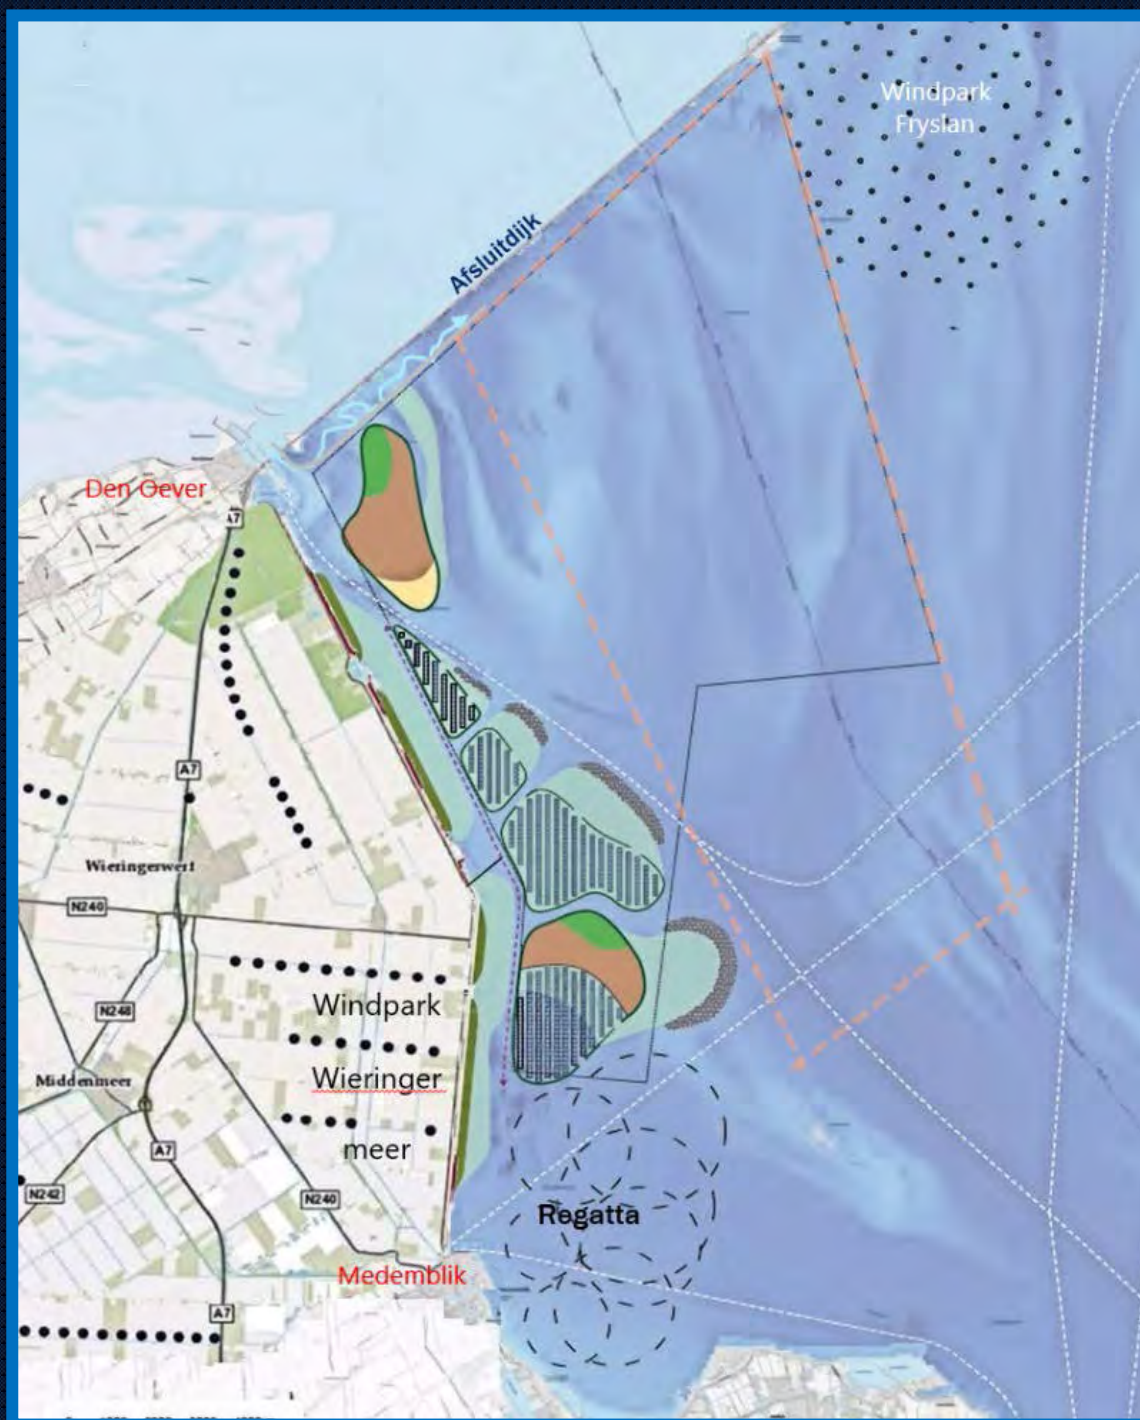 Windpark
Fryslan
Afsluitdijk
Den Oever
A7
A7
Wieringerwerf
N240
Windpark
N248
Middenmeer
Wieringer
A7
meer
N242
N240
Regatta
Medemblik
A7